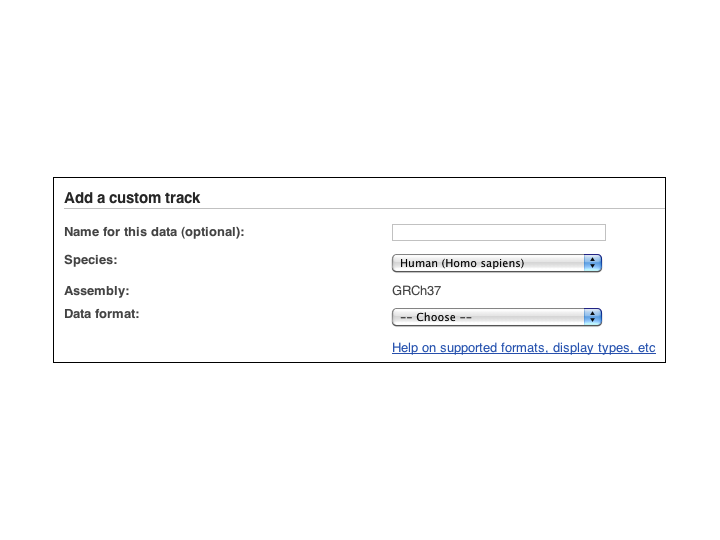 Add a custom track
Name for this data (optional):
Species: Human (Homo sapiens)
Assembly: GRCh37
Data format: -- Choose --
Help on supported formats, display types, etc